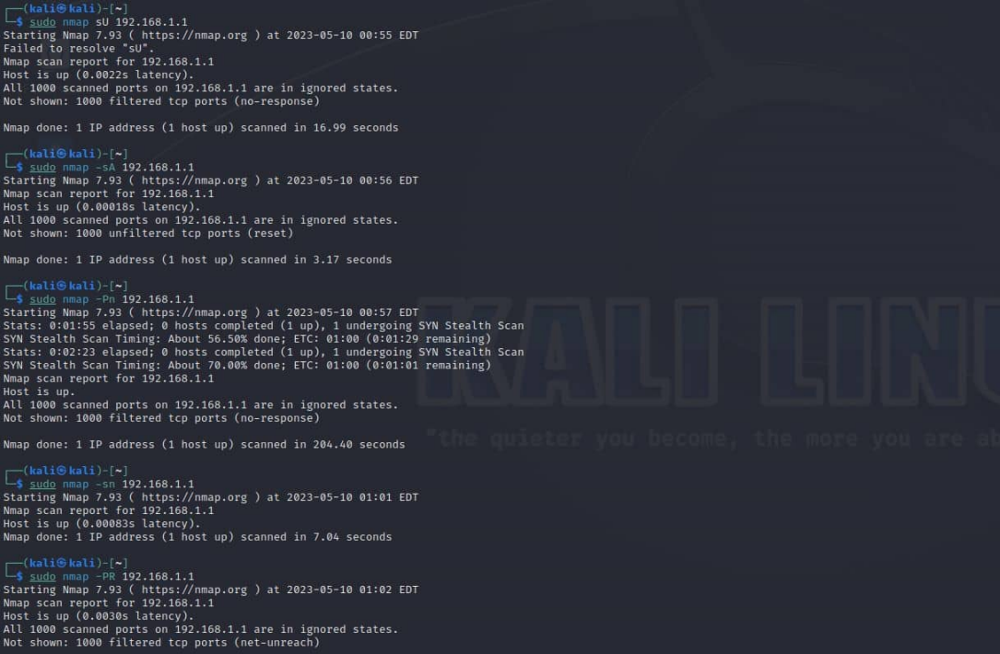 ┌──(kali㉿kali)-[~]
└─$ sudo nmap sU 192.168.1.1
Starting Nmap 7.93 ( https://nmap.org ) at 2023-05-10 00:55 EDT
Failed to resolve "sU".
Nmap scan report for 192.168.1.1
Host is up (0.0022s latency).
All 1000 scanned ports on 192.168.1.1 are in ignored states.
Not shown: 1000 filtered tcp ports (no-response)

Nmap done: 1 IP address (1 host up) scanned in 16.99 seconds

┌──(kali㉿kali)-[~]
└─$ sudo nmap -sA 192.168.1.1
Starting Nmap 7.93 ( https://nmap.org ) at 2023-05-10 00:56 EDT
Nmap scan report for 192.168.1.1
Host is up (0.00018s latency).
All 1000 scanned ports on 192.168.1.1 are in ignored states.
Not shown: 1000 unfiltered tcp ports (reset)

Nmap done: 1 IP address (1 host up) scanned in 3.17 seconds

┌──(kali㉿kali)-[~]
└─$ sudo nmap -Pn 192.168.1.1
Starting Nmap 7.93 ( https://nmap.org ) at 2023-05-10 00:57 EDT
Stats: 0:01:55 elapsed; 0 hosts completed (1 up), 1 undergoing SYN Stealth Scan
SYN Stealth Scan Timing: About 56.50% done; ETC: 01:00 (0:01:29 remaining)
Stats: 0:02:23 elapsed; 0 hosts completed (1 up), 1 undergoing SYN Stealth Scan
SYN Stealth Scan Timing: About 70.00% done; ETC: 01:00 (0:01:01 remaining)
Nmap scan report for 192.168.1.1
Host is up.
All 1000 scanned ports on 192.168.1.1 are in ignored states.
Not shown: 1000 filtered tcp ports (no-response)

Nmap done: 1 IP address (1 host up) scanned in 204.40 seconds

┌──(kali㉿kali)-[~]
└─$ sudo nmap -sn 192.168.1.1
Starting Nmap 7.93 ( https://nmap.org ) at 2023-05-10 01:01 EDT
Nmap scan report for 192.168.1.1
Host is up (0.00083s latency).
Nmap done: 1 IP address (1 host up) scanned in 7.04 seconds

┌──(kali㉿kali)-[~]
└─$ sudo nmap -PR 192.168.1.1
Starting Nmap 7.93 ( https://nmap.org ) at 2023-05-10 01:02 EDT
Nmap scan report for 192.168.1.1
Host is up (0.0030s latency).
All 1000 scanned ports on 192.168.1.1 are in ignored states.
Not shown: 1000 filtered tcp ports (net-unreach)
KALI LINU
"the quieter you become, the more you are ab